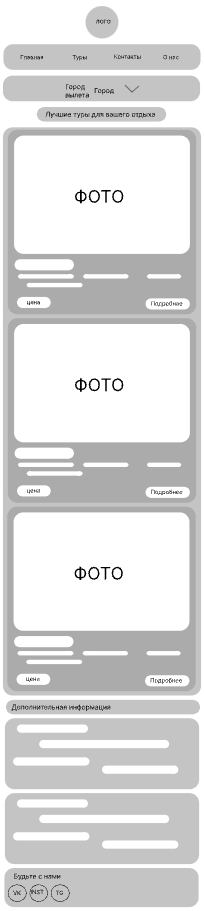 лого
Главная Туры Контакты О нас
Город
вылета Город
Лучшие туры для вашего отдыха
ФОТО
цена Подробнее
ФОТО
цена Подробнее
ФОТО
цена Подробнее
Дополнительная информация
Будьте с нами
VK INST TG